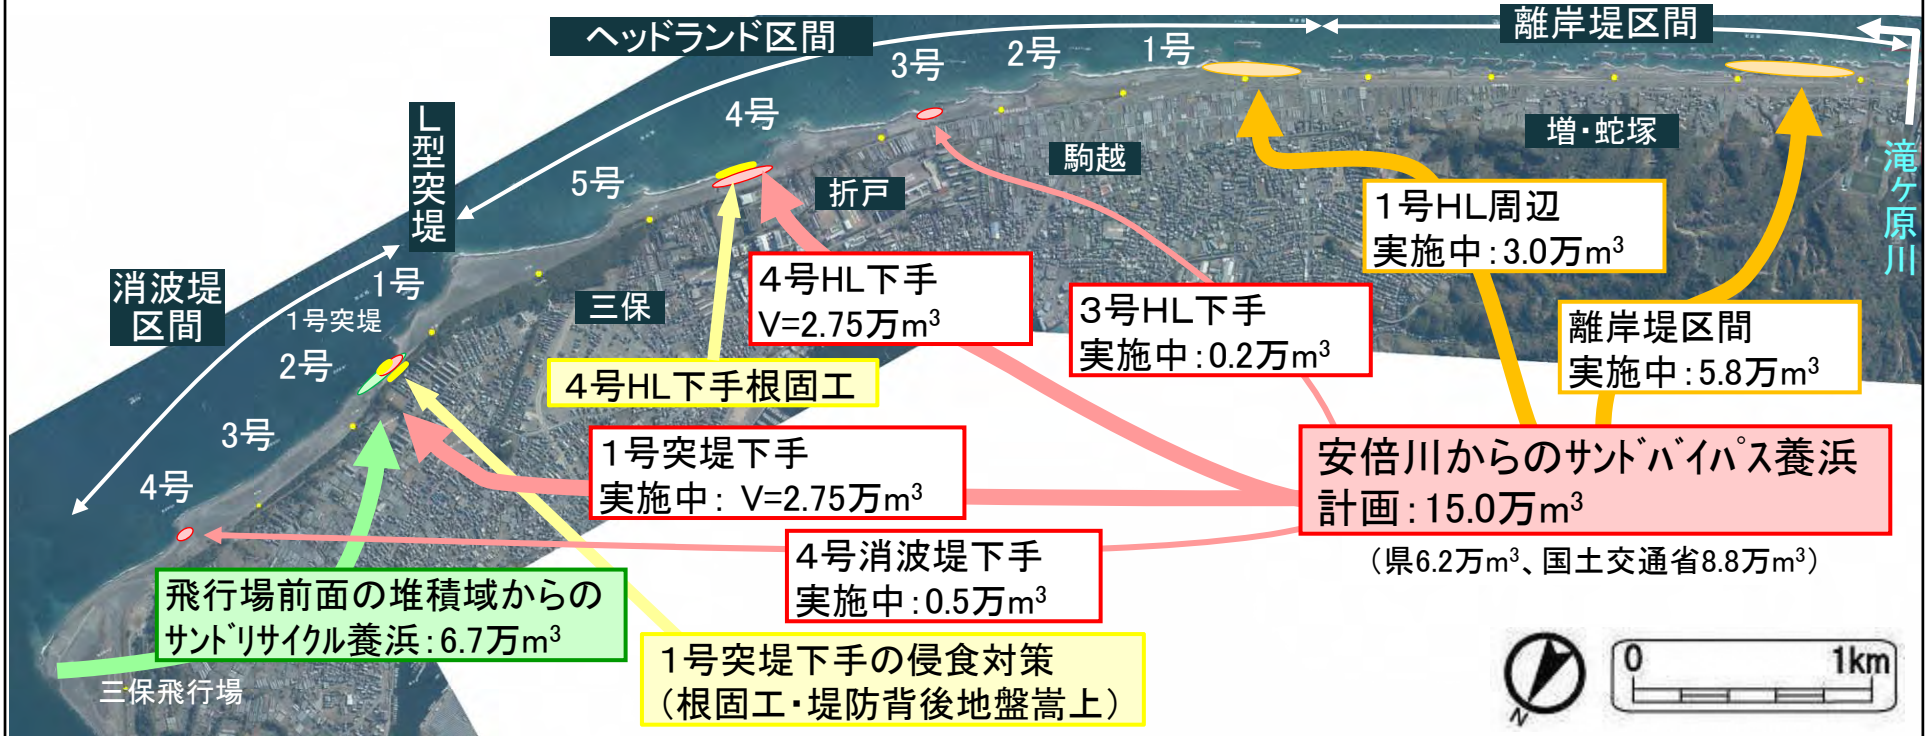 ヘッドランド区間
離岸堤区間
3号
2号
1号
4号
L型突堤
5号
折戸
駒越
増・蛇塚
滝ヶ原川
1号HL周辺
実施中：3.0万m³
消波堤
区間
1号
1号突堤
2号
三保
4号HL下手
V=2.75万m³
3号HL下手
実施中：0.2万m³
離岸堤区間
実施中：5.8万m³
4号HL下手根固工
3号
1号突堤下手
実施中： V=2.75万m³
安倍川からのサンドバイパス養浜
計画：15.0万m³
（県6.2万m³、国土交通省8.8万m³）
4号
4号消波堤下手
実施中：0.5万m³
飛行場前面の堆積域からの
サンドリサイクル養浜：6.7万m³
1号突堤下手の侵食対策
（根固工・堤防背後地盤嵩上）
三保飛行場
N
0 1km